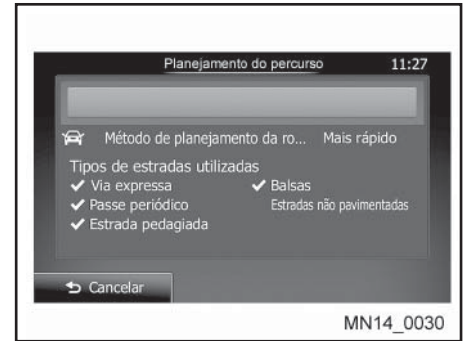 Planejamento do percurso 11:27
Método de planejamento da ro... Mais rápido
Tipos de estradas utilizadas
Via expressa Balsas
Passe periódico Estradas não pavimentadas
Estrada pedagiada
Cancelar
MN14_0030